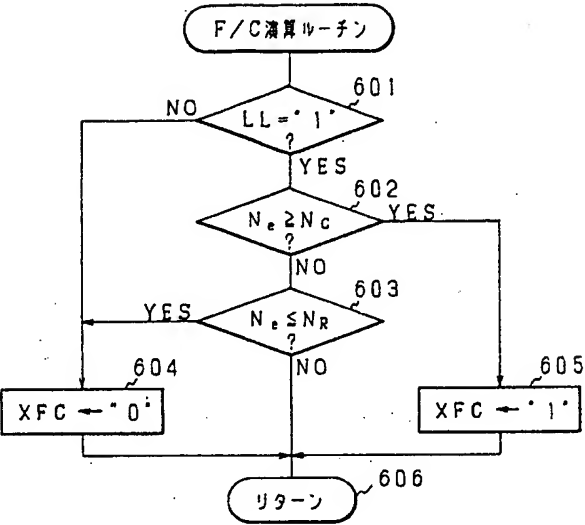 F/C演算ルーチン
601
NO
LL="1"
?
YES
602
Ne≧NC
?
YES
NO
603
YES
Ne≦NR
?
NO
604
XFC←"0"
605
XFC←"1"
リターン
606